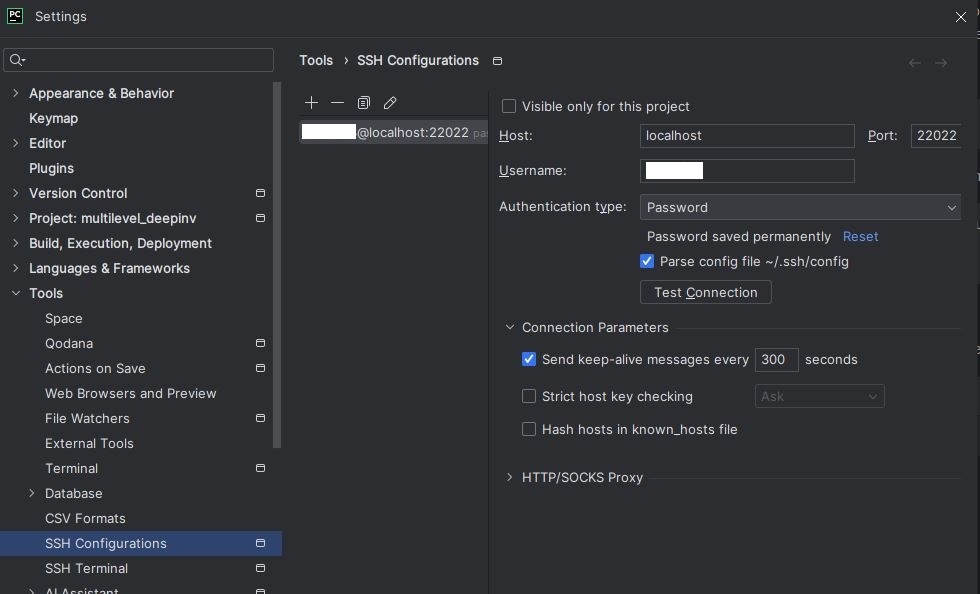 PC Settings
Tools › SSH Configurations
Appearance & Behavior
Keymap
Editor
Plugins
Version Control
Project: multilevel_deepinv
Build, Execution, Deployment
Languages & Frameworks
Tools
Space
Qodana
Actions on Save
Web Browsers and Preview
File Watchers
External Tools
Terminal
Database
CSV Formats
SSH Configurations
SSH Terminal
AI Assistant
@localhost:22022 pas
Visible only for this project
Host: localhost Port: 22022
Username:
Authentication type: Password
Password saved permanently Reset
Parse config file ~/.ssh/config
Test Connection
Connection Parameters
Send keep-alive messages every 300 seconds
Strict host key checking Ask
Hash hosts in known_hosts file
HTTP/SOCKS Proxy